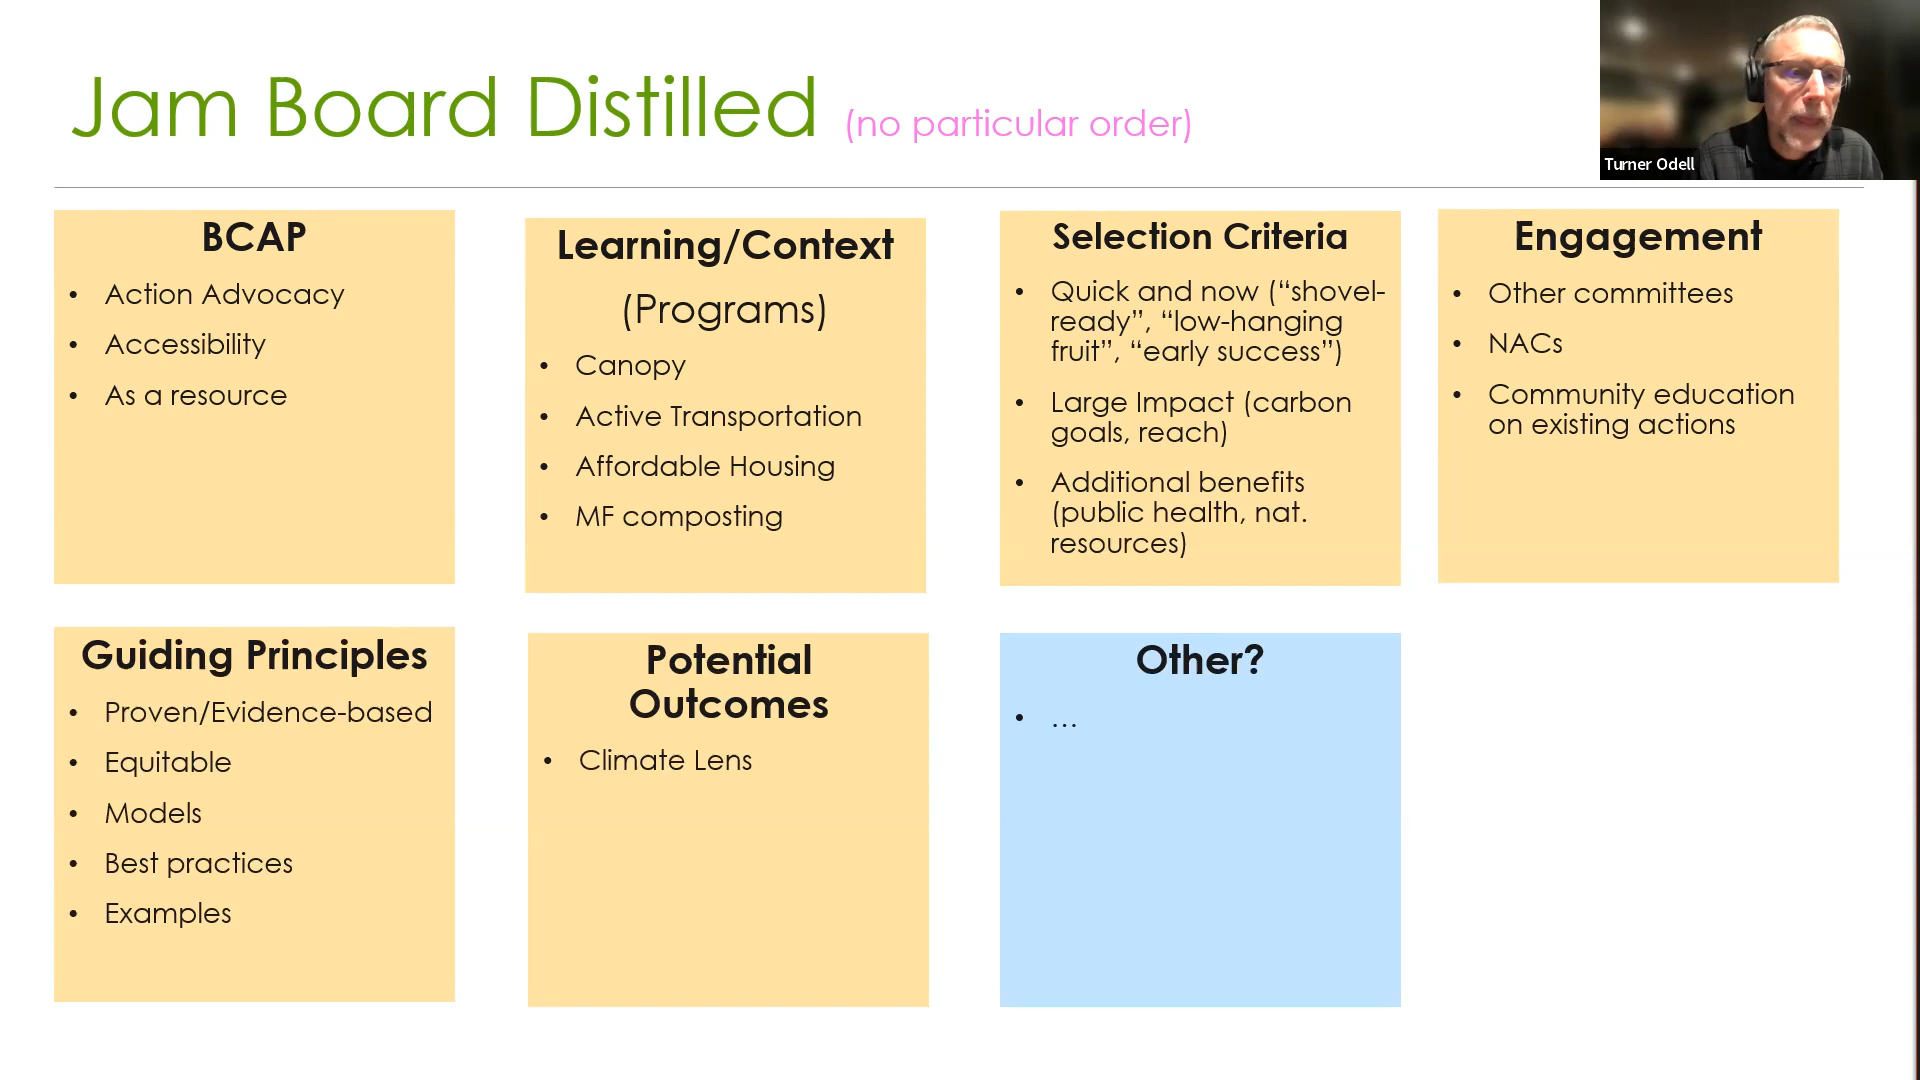 Jam Board Distilled (no particular order)
Turner Odell
BCAP
• Action Advocacy
• Accessibility
• As a resource
Learning/Context
(Programs)
• Canopy
• Active Transportation
• Affordable Housing
• MF composting
Selection Criteria
• Quick and now (“shovel-
ready”, “low-hanging
fruit”, “early success”)
• Large Impact (carbon
goals, reach)
• Additional benefits
(public health, nat.
resources)
Engagement
• Other committees
• NACs
• Community education
on existing actions
Guiding Principles
• Proven/Evidence-based
• Equitable
• Models
• Best practices
• Examples
Potential
Outcomes
• Climate Lens
Other?
• …